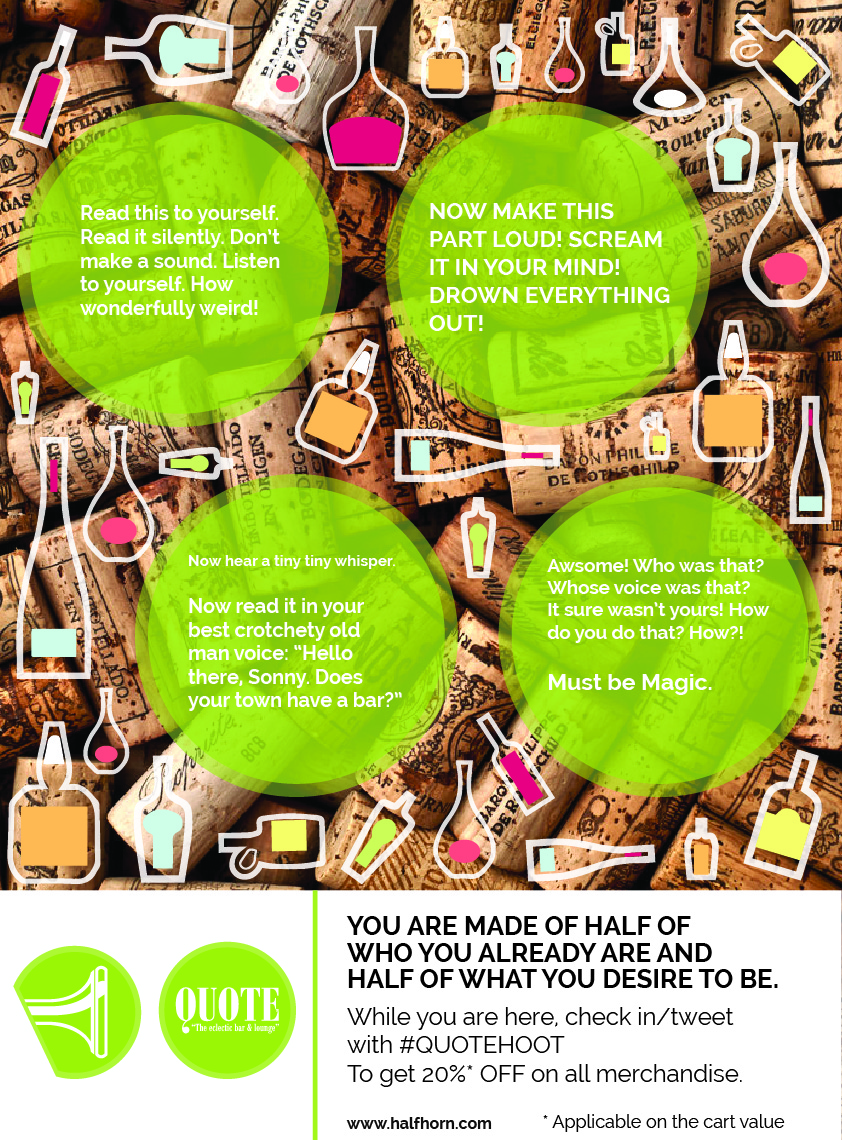 Read this to yourself.
Read it silently. Don't
make a sound. Listen
to yourself. How
wonderfully weird!
NOW MAKE THIS
PART LOUD! SCREAM
IT IN YOUR MIND!
DROWN EVERYTHING
OUT!
Now hear a tiny tiny whisper.
Now read it in your
best crotchety old
man voice: “Hello
there, Sonny. Does
your town have a bar?”
Awsome! Who was that?
Whose voice was that?
It sure wasn't yours! How
do you do that? How?!
Must be Magic.
BARON PHILIPPE
DE ROTHSCHILD
QUOTE
"The eclectic bar & lounge"
YOU ARE MADE OF HALF OF
WHO YOU ALREADY ARE AND
HALF OF WHAT YOU DESIRE TO BE.
While you are here, check in/tweet
with #QUOTEHOOT
To get 20%* OFF on all merchandise.
www.halfhorn.com
* Applicable on the cart value